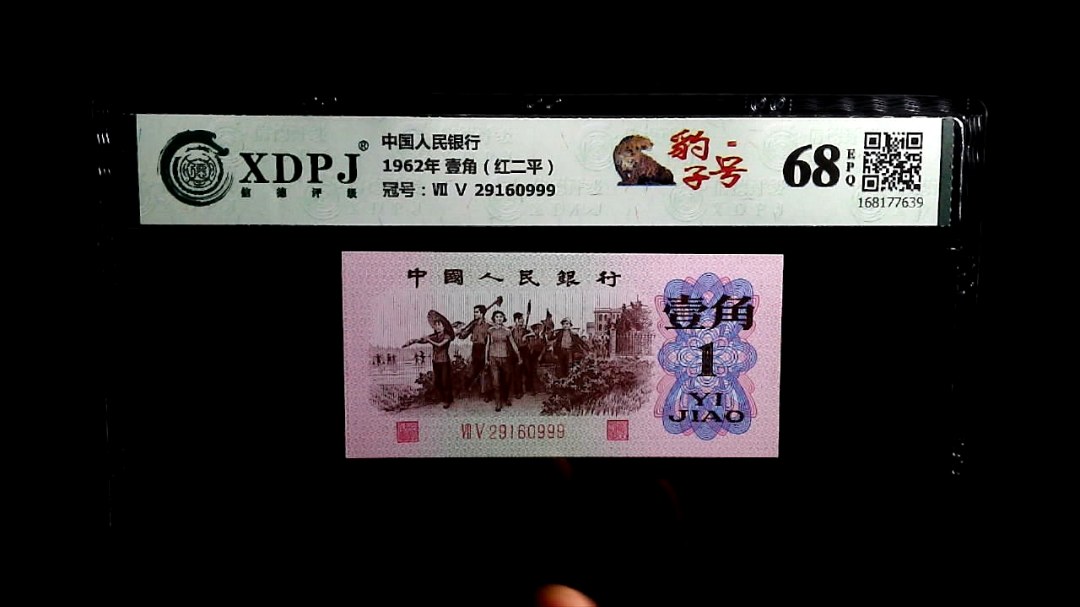 XDPJ®
信德评级
中国人民银行
1962年 壹角（红二平）
冠号：Ⅶ Ⅴ 29160999
豹子号
68
EPQ
168177639
中國人民銀行
壹角
1
YI
JIAO
Ⅶ Ⅴ 29160999